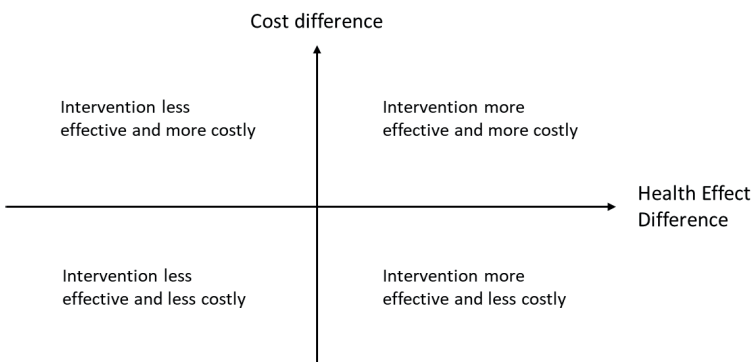 Cost difference
Intervention less
effective and more costly
Intervention more
effective and more costly
Health Effect
Difference
Intervention less
effective and less costly
Intervention more
effective and less costly